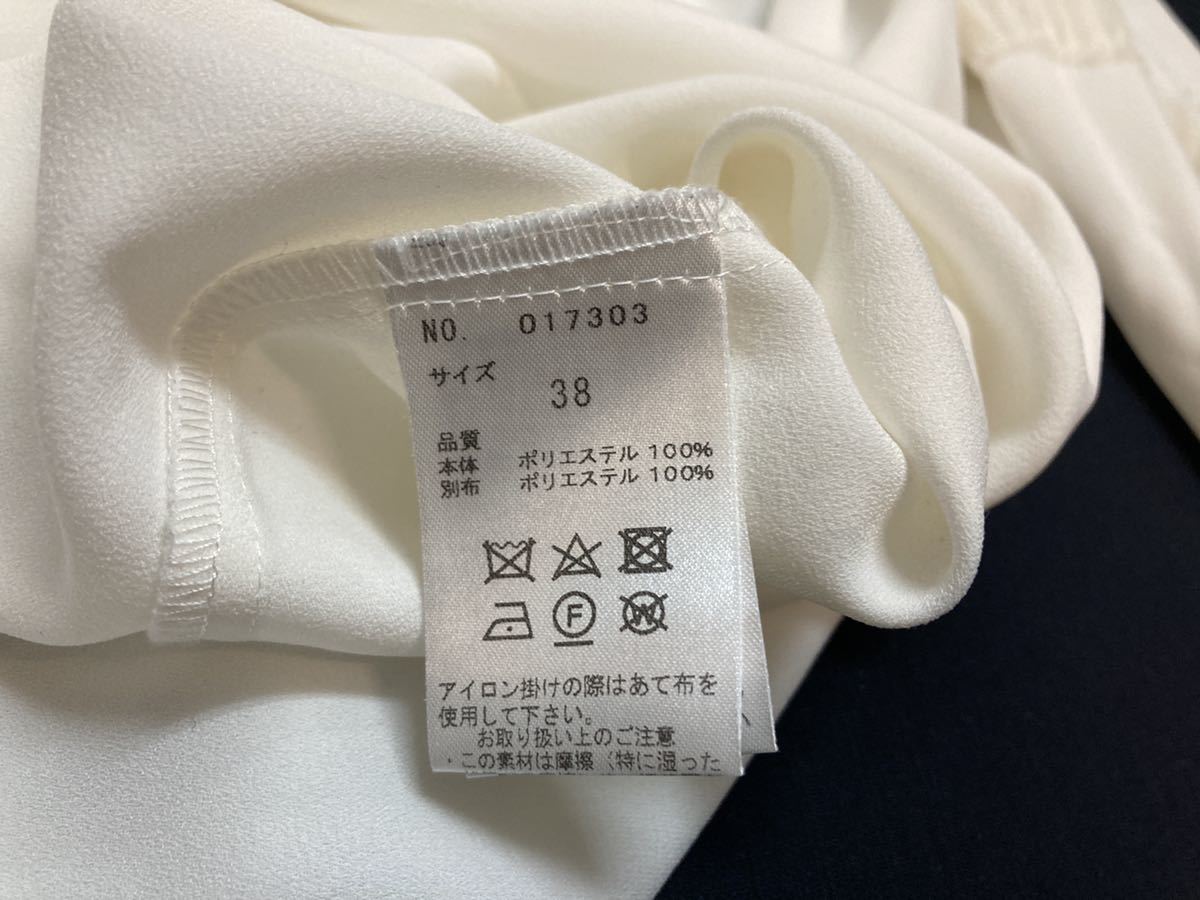 NO. 017303
サイズ 38
品質
本体 ポリエステル 100%
別布 ポリエステル 100%
F W
アイロン掛けの際はあて布を
使用して下さい。
お取り扱い上のご注意
・この素材は摩擦（特に湿った